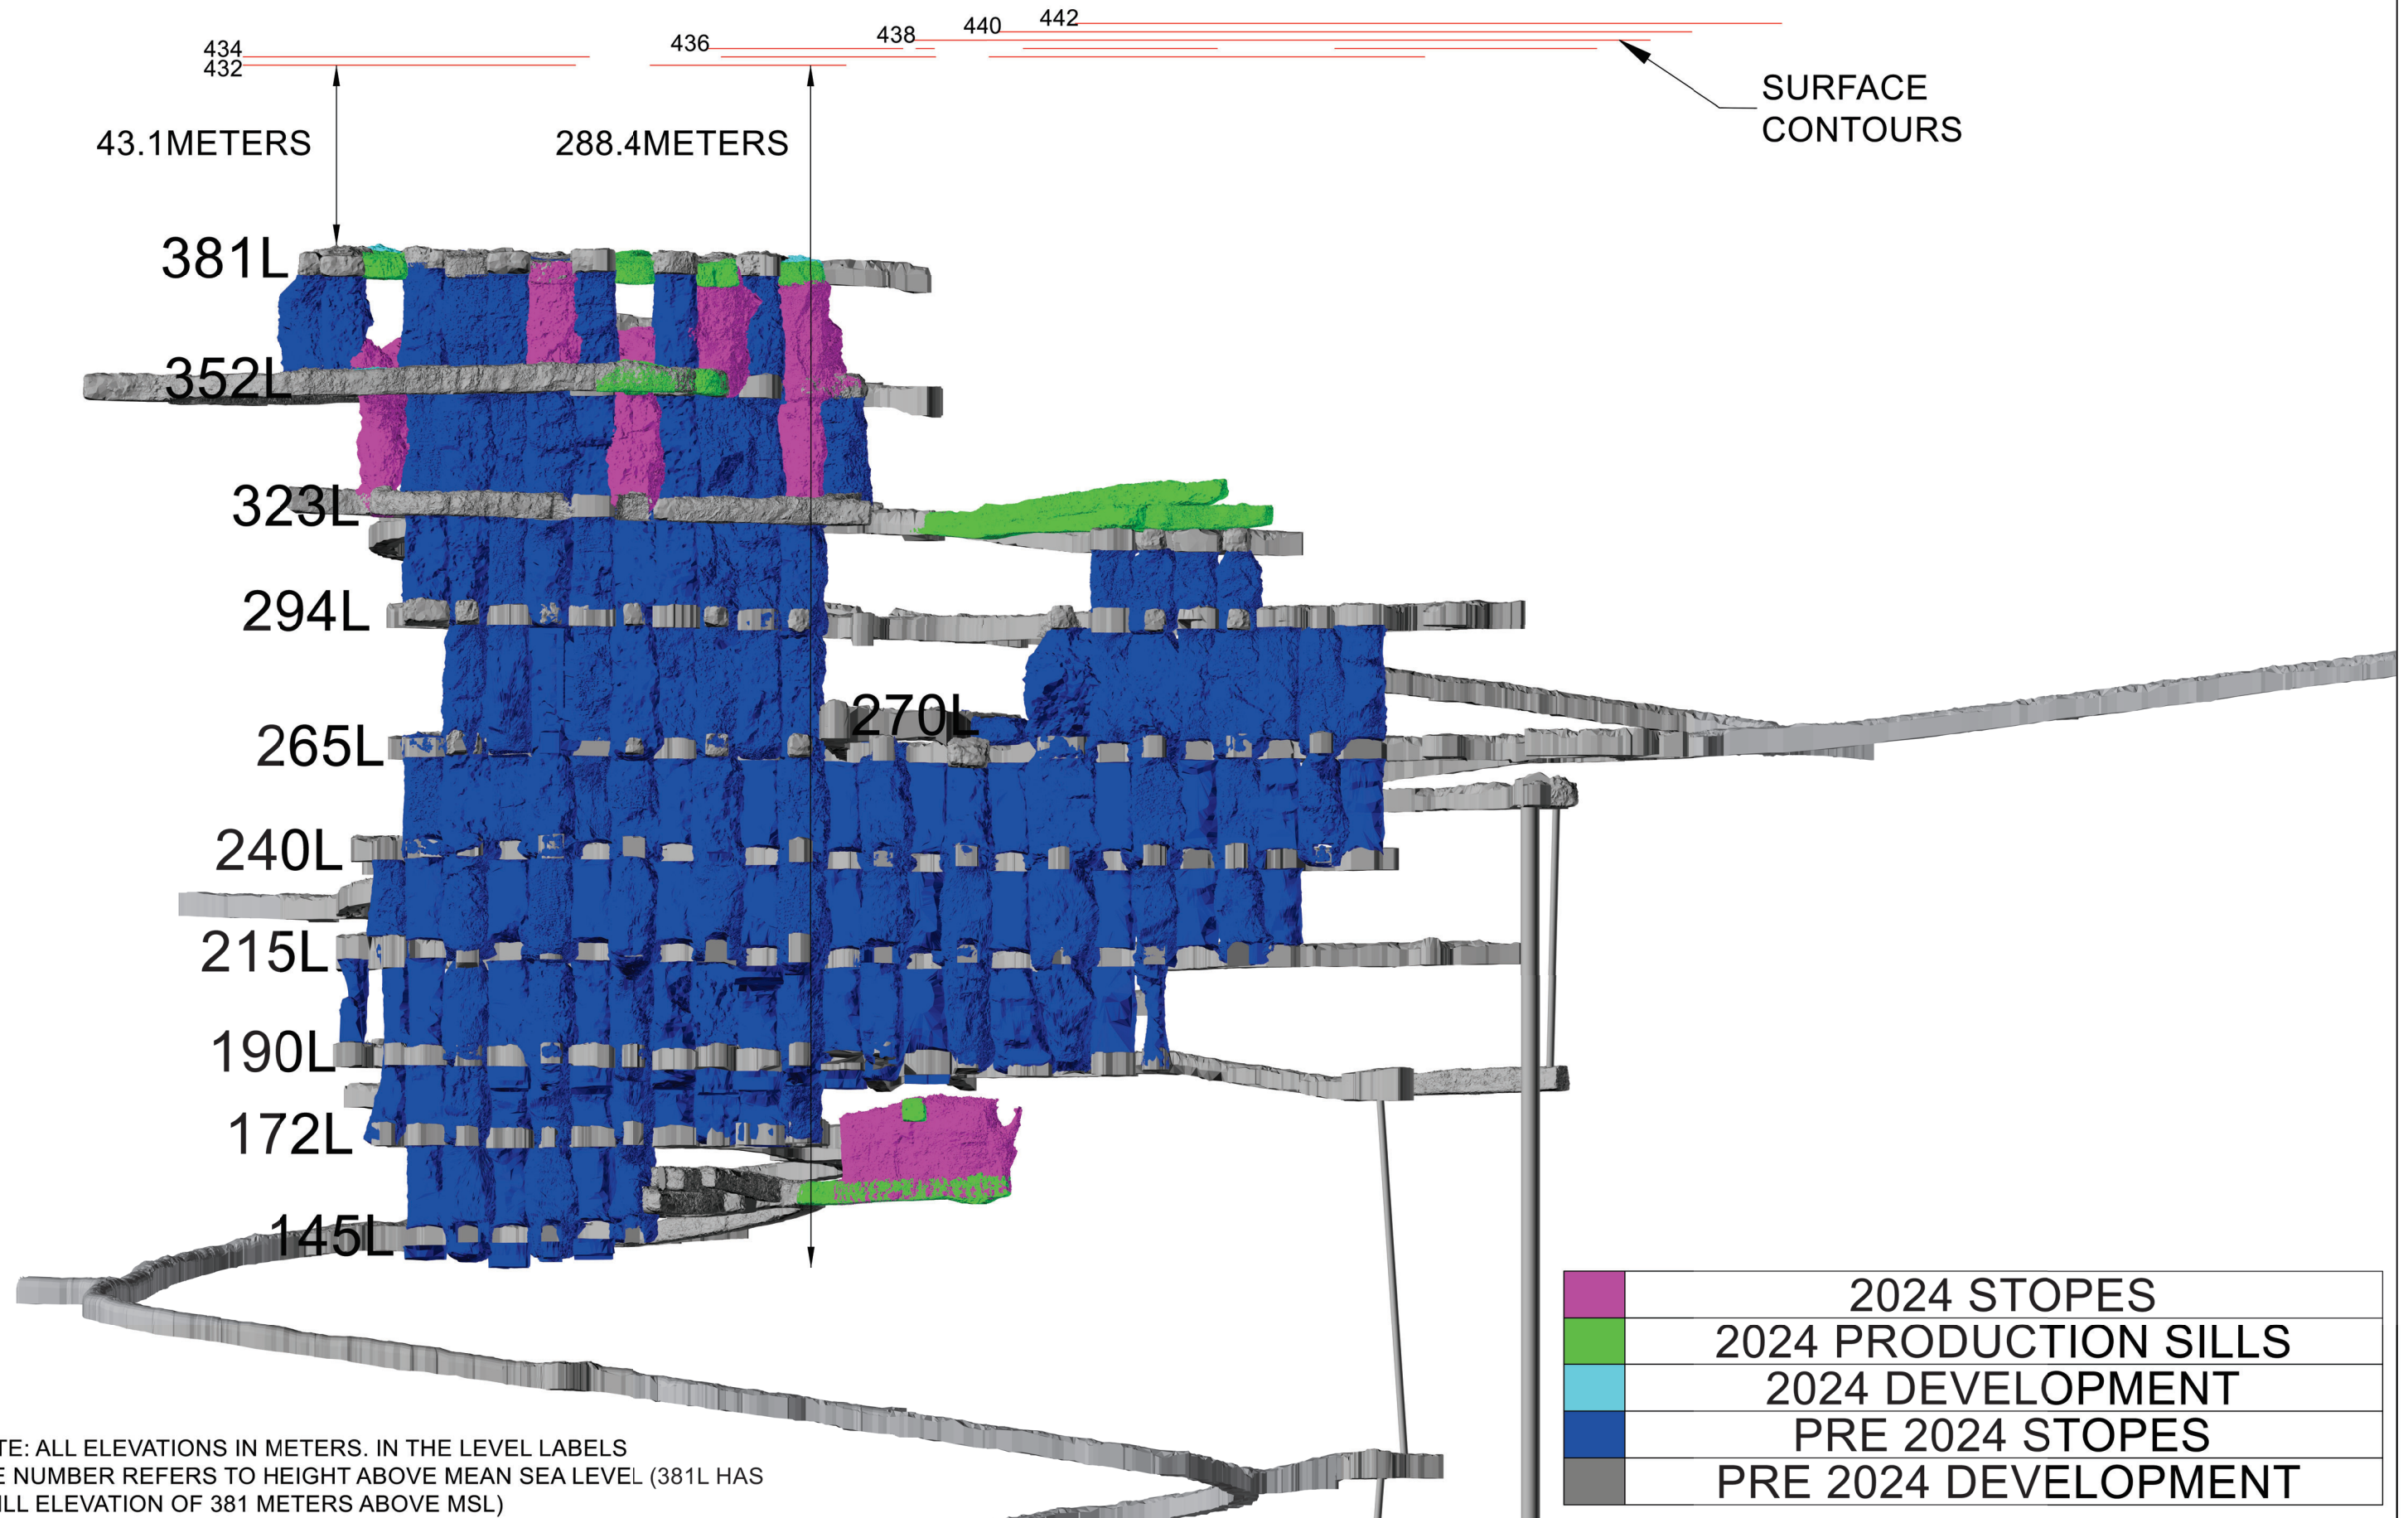 442
440
438
436
434
432
SURFACE
CONTOURS
43.1METERS
288.4METERS
381L
352L
323L
294L
270L
265L
240L
215L
190L
172L
145L
2024 STOPES
2024 PRODUCTION SILLS
2024 DEVELOPMENT
PRE 2024 STOPES
PRE 2024 DEVELOPMENT
TE: ALL ELEVATIONS IN METERS. IN THE LEVEL LABELS
E NUMBER REFERS TO HEIGHT ABOVE MEAN SEA LEVEL (381L HAS
ILL ELEVATION OF 381 METERS ABOVE MSL)